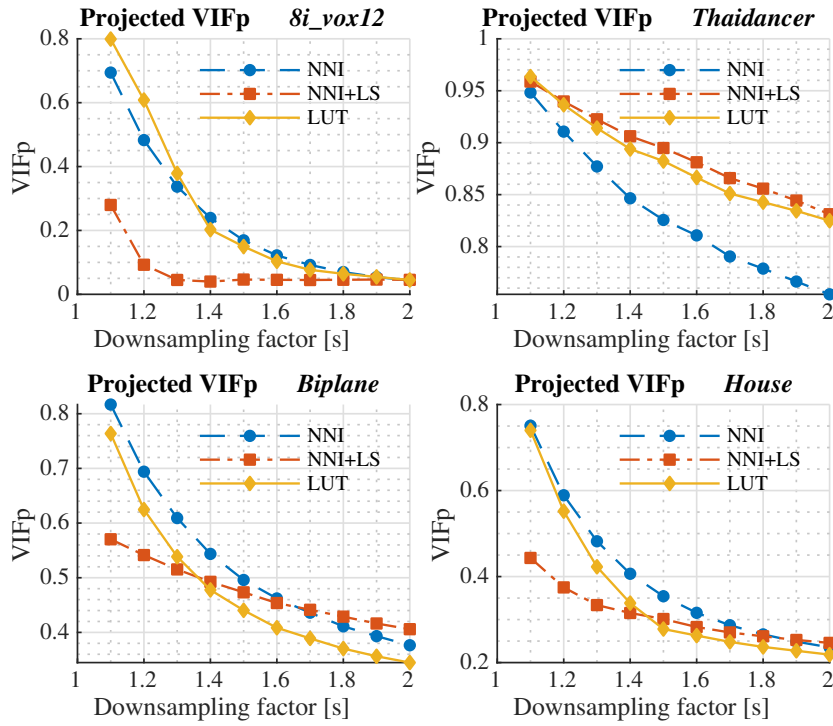 Projected VIFp 8i_vox12
0.8
0.6
0.4
0.2
0
VIFp
NNI
NNI+LS
LUT
1 1.2 1.4 1.6 1.8 2
Downsampling factor [s]
Projected VIFp Thaidancer
1
0.95
0.9
0.85
0.8
VIFp
NNI
NNI+LS
LUT
1 1.2 1.4 1.6 1.8 2
Downsampling factor [s]
Projected VIFp Biplane
0.8
0.7
0.6
0.5
0.4
VIFp
NNI
NNI+LS
LUT
1 1.2 1.4 1.6 1.8 2
Downsampling factor [s]
Projected VIFp House
0.8
0.6
0.4
0.2
VIFp
NNI
NNI+LS
LUT
1 1.2 1.4 1.6 1.8 2
Downsampling factor [s]